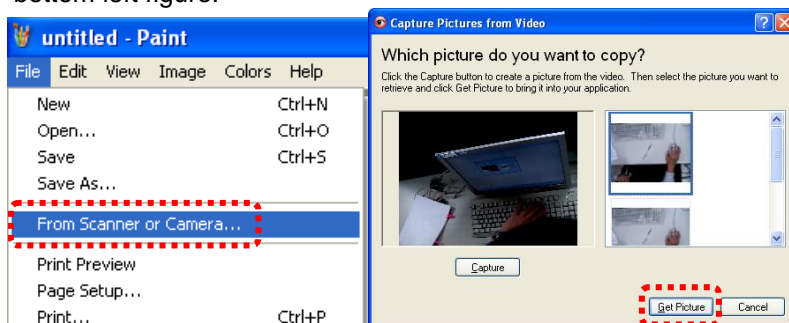 bottom left figure.
untitled - Paint
File Edit View Image Colors Help
New Ctrl+N
Open... Ctrl+O
Save Ctrl+S
Save As...
From Scanner or Camera...
Print Preview
Page Setup...
Print... Ctrl+P
Capture Pictures from Video
Which picture do you want to copy?
Click the Capture button to create a picture from the video. Then select the picture you want to
retrieve and click Get Picture to bring it into your application.
Capture
Get Picture Cancel